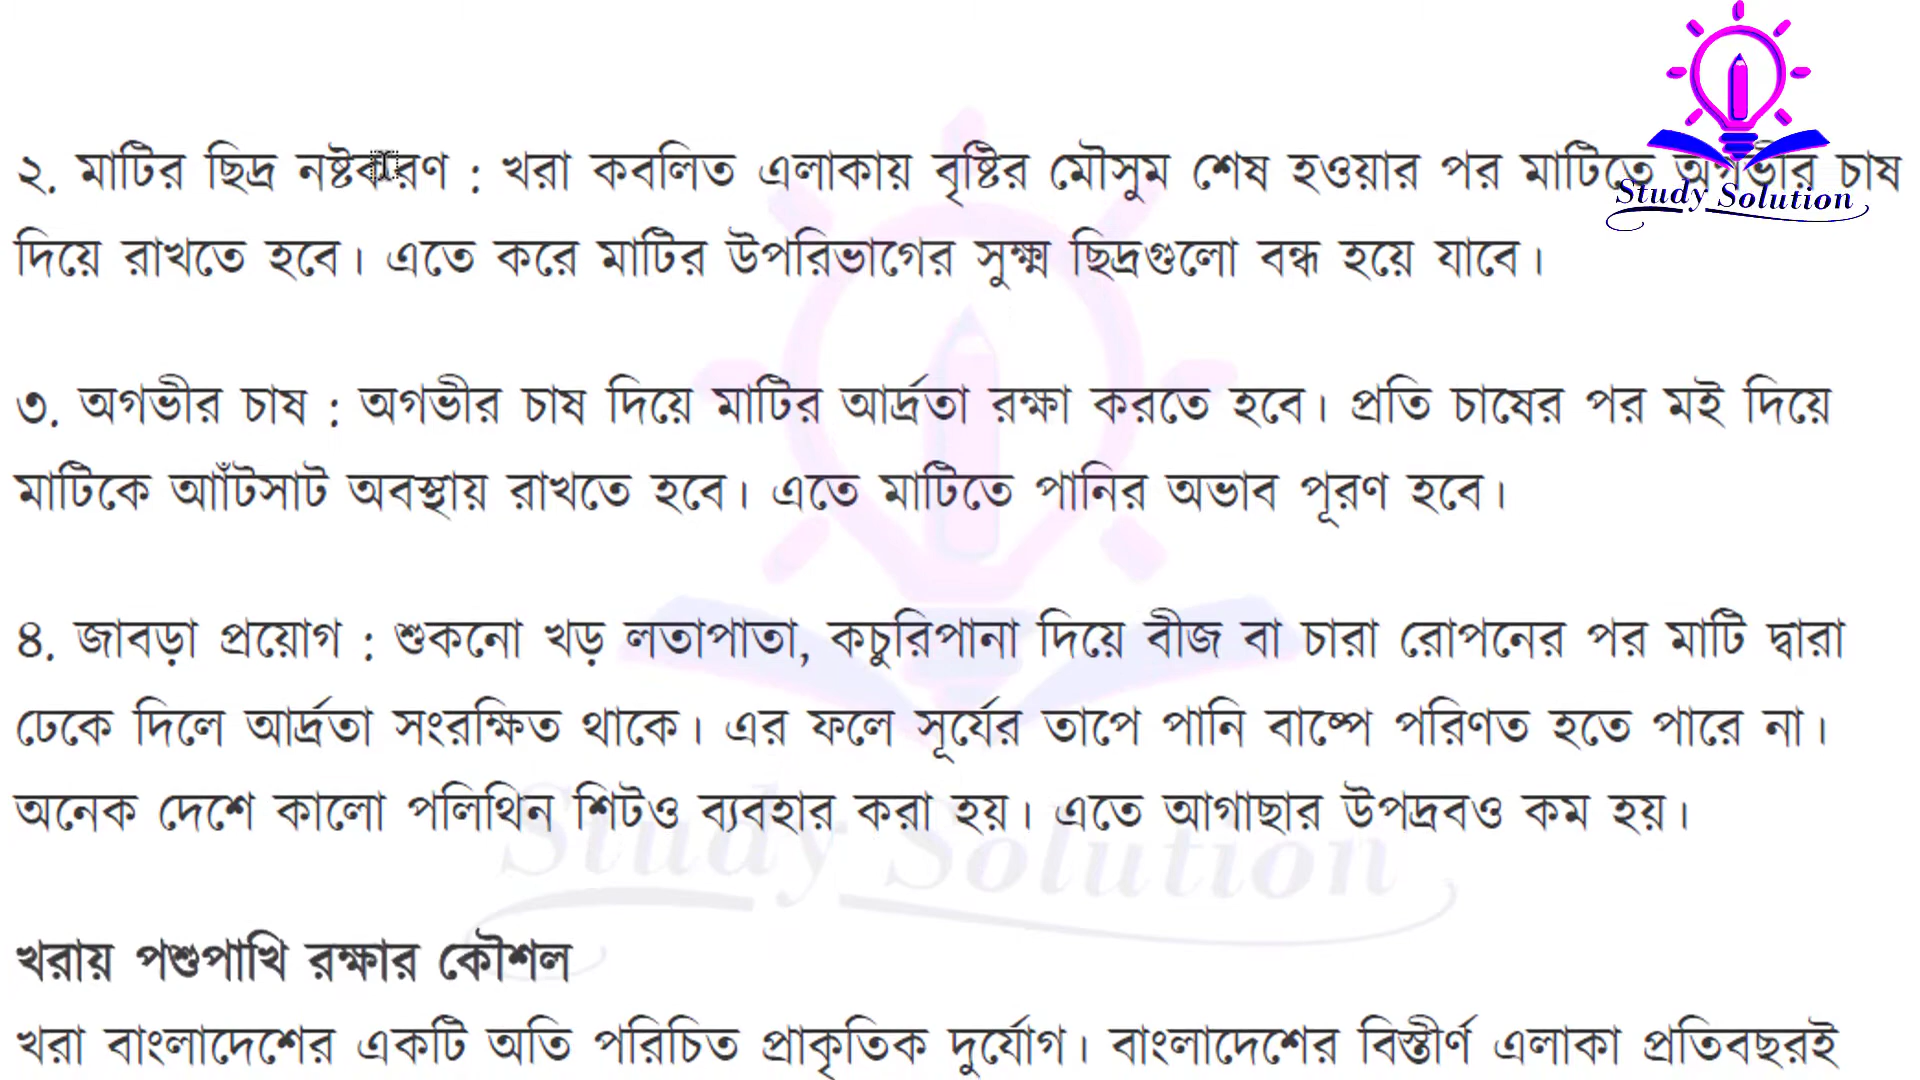 Study Solution
২. মাটির ছিদ্র নষ্টকরণ : খরা কবলিত এলাকায় বৃষ্টির মৌসুম শেষ হওয়ার পর মাটিতে অগভীর চাষ
দিয়ে রাখতে হবে। এতে করে মাটির উপরিভাগের সুক্ষ্ম ছিদ্রগুলো বন্ধ হয়ে যাবে।
৩. অগভীর চাষ : অগভীর চাষ দিয়ে মাটির আর্দ্রতা রক্ষা করতে হবে। প্রতি চাষের পর মই দিয়ে
মাটিকে আাঁটসাট অবস্থায় রাখতে হবে। এতে মাটিতে পানির অভাব পূরণ হবে।
৪. জাবড়া প্রয়োগ : শুকনো খড় লতাপাতা, কচুরিপানা দিয়ে বীজ বা চারা রোপনের পর মাটি দ্বারা
ঢেকে দিলে আর্দ্রতা সংরক্ষিত থাকে। এর ফলে সূর্যের তাপে পানি বাষ্পে পরিণত হতে পারে না।
অনেক দেশে কালো পলিথিন শিটও ব্যবহার করা হয়। এতে আগাছার উপদ্রবও কম হয়।
Study Solution
খরায় পশুপাখি রক্ষার কৌশল
খরা বাংলাদেশের একটি অতি পরিচিত প্রাকৃতিক দুর্যোগ। বাংলাদেশের বিস্তীর্ণ এলাকা প্রতিবছরই